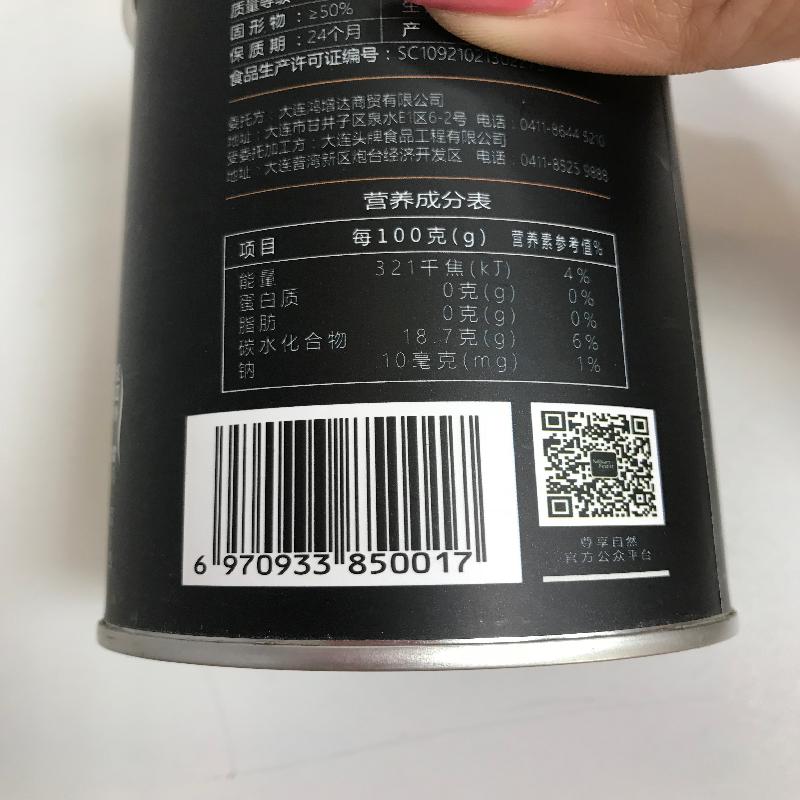 质量等级
固形物：≥50%
保质期：24个月
产
食品生产许可证编号：SC1092102130
委托方：大连鸿增达商贸有限公司
地址：大连市甘井子区泉水E1区6-2号 电话：0411-8644 5210
受委托加工方：大连头牌食品工程有限公司
地址：大连普湾新区炮台经济开发区 电话：0411-8525 9888
营养成分表
项目 每100克(g) 营养素参考值%
能量 321千焦(kJ) 4%
蛋白质 0克(g) 0%
脂肪 0克(g) 0%
碳水化合物 18.7克(g) 6%
钠 10毫克(mg) 1%
6 970933 850017
尊享自然
官方公众平台